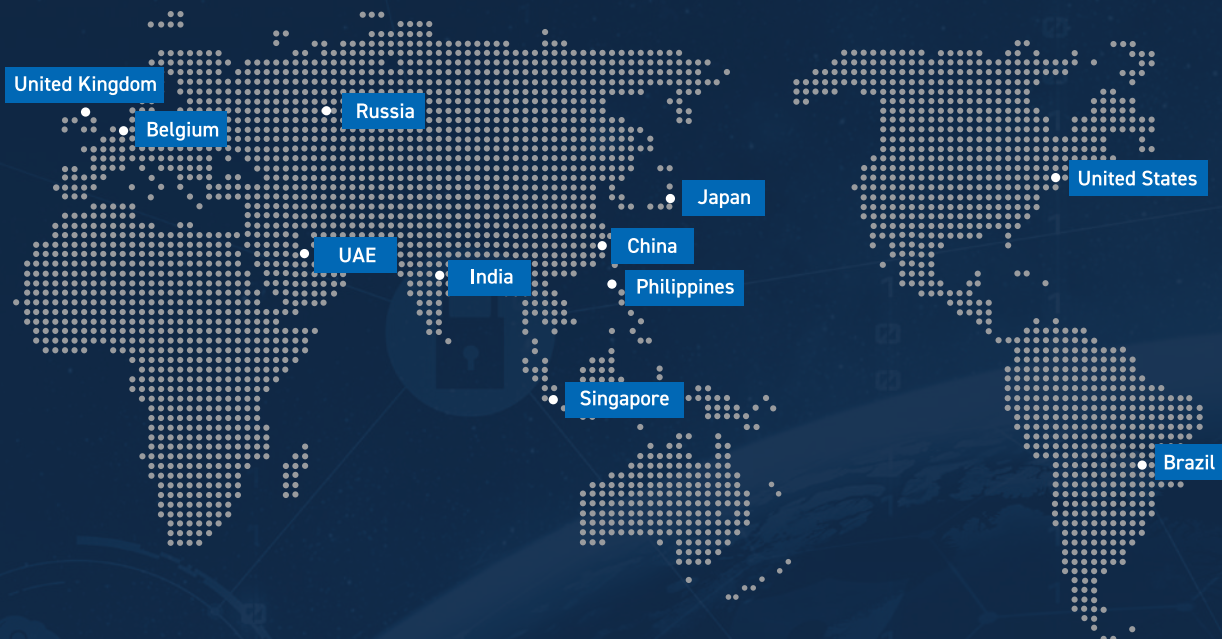 United Kingdom
Belgium
Russia
United States
Japan
China
UAE
India
Philippines
Singapore
Brazil